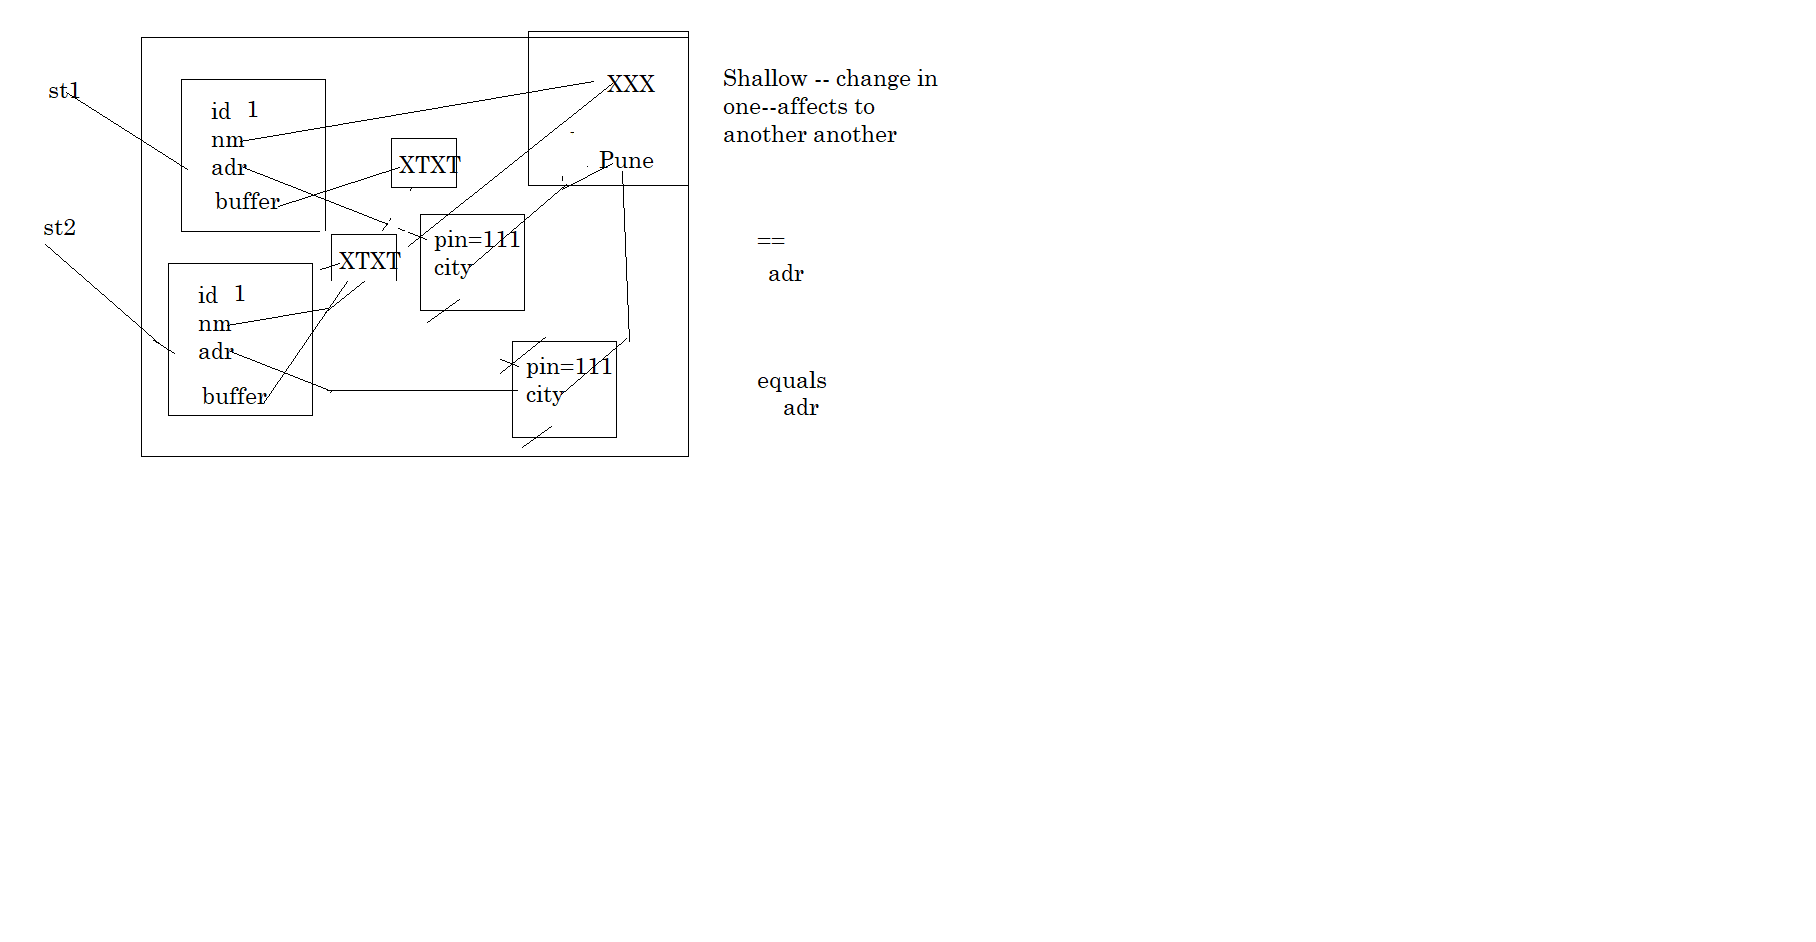 st1
id 1
nm
adr
buffer
XTXT
XXX
Pune
pin=111
city
st2
id 1
nm
adr
buffer
XTXT
pin=111
city
Shallow -- change in
one--affects to
another another
==
adr
equals
adr